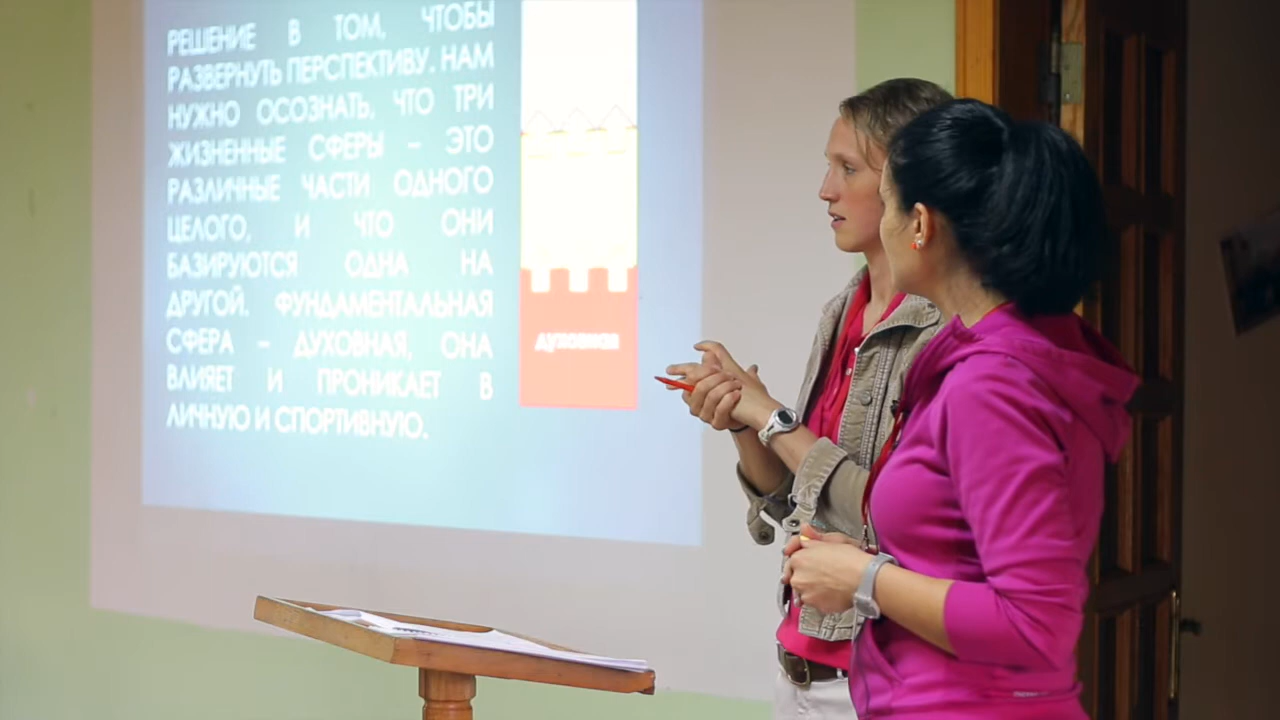 РЕШЕНИЕ В ТОМ, ЧТОБЫ
РАЗВЕРНУТЬ ПЕРСПЕКТИВУ. НАМ
НУЖНО ОСОЗНАТЬ, ЧТО ТРИ
ЖИЗНЕННЫЕ СФЕРЫ – ЭТО
РАЗЛИЧНЫЕ ЧАСТИ ОДНОГО
ЦЕЛОГО, И ЧТО ОНИ
БАЗИРУЮТСЯ ОДНА НА
ДРУГОЙ. ФУНДАМЕНТАЛЬНАЯ
СФЕРА – ДУХОВНАЯ, ОНА
ВЛИЯЕТ И ПРОНИКАЕТ В
ЛИЧНУЮ И СПОРТИВНУЮ.
духовная